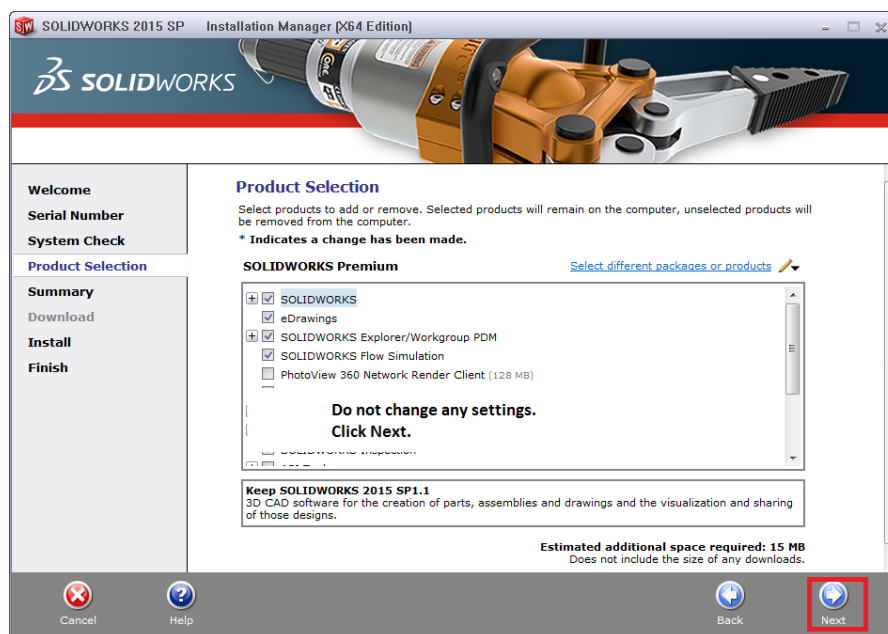 SOLIDWORKS 2015 SP Installation Manager (X64 Edition)
SOLIDWORKS
Welcome
Serial Number
System Check
Product Selection
Summary
Download
Install
Finish
Product Selection
Select products to add or remove. Selected products will remain on the computer, unselected products will
be removed from the computer.
* Indicates a change has been made.
SOLIDWORKS Premium
Select different packages or products
SOLIDWORKS
eDrawings
SOLIDWORKS Explorer/Workgroup PDM
SOLIDWORKS Flow Simulation
PhotoView 360 Network Render Client (128 MB)
Do not change any settings.
Click Next.
SOLIDWORKS Inspection
Keep SOLIDWORKS 2015 SP1.1
3D CAD software for the creation of parts, assemblies and drawings and the visualization and sharing
of those designs.
Estimated additional space required: 15 MB
Does not include the size of any downloads.
Cancel
Help
Back
Next